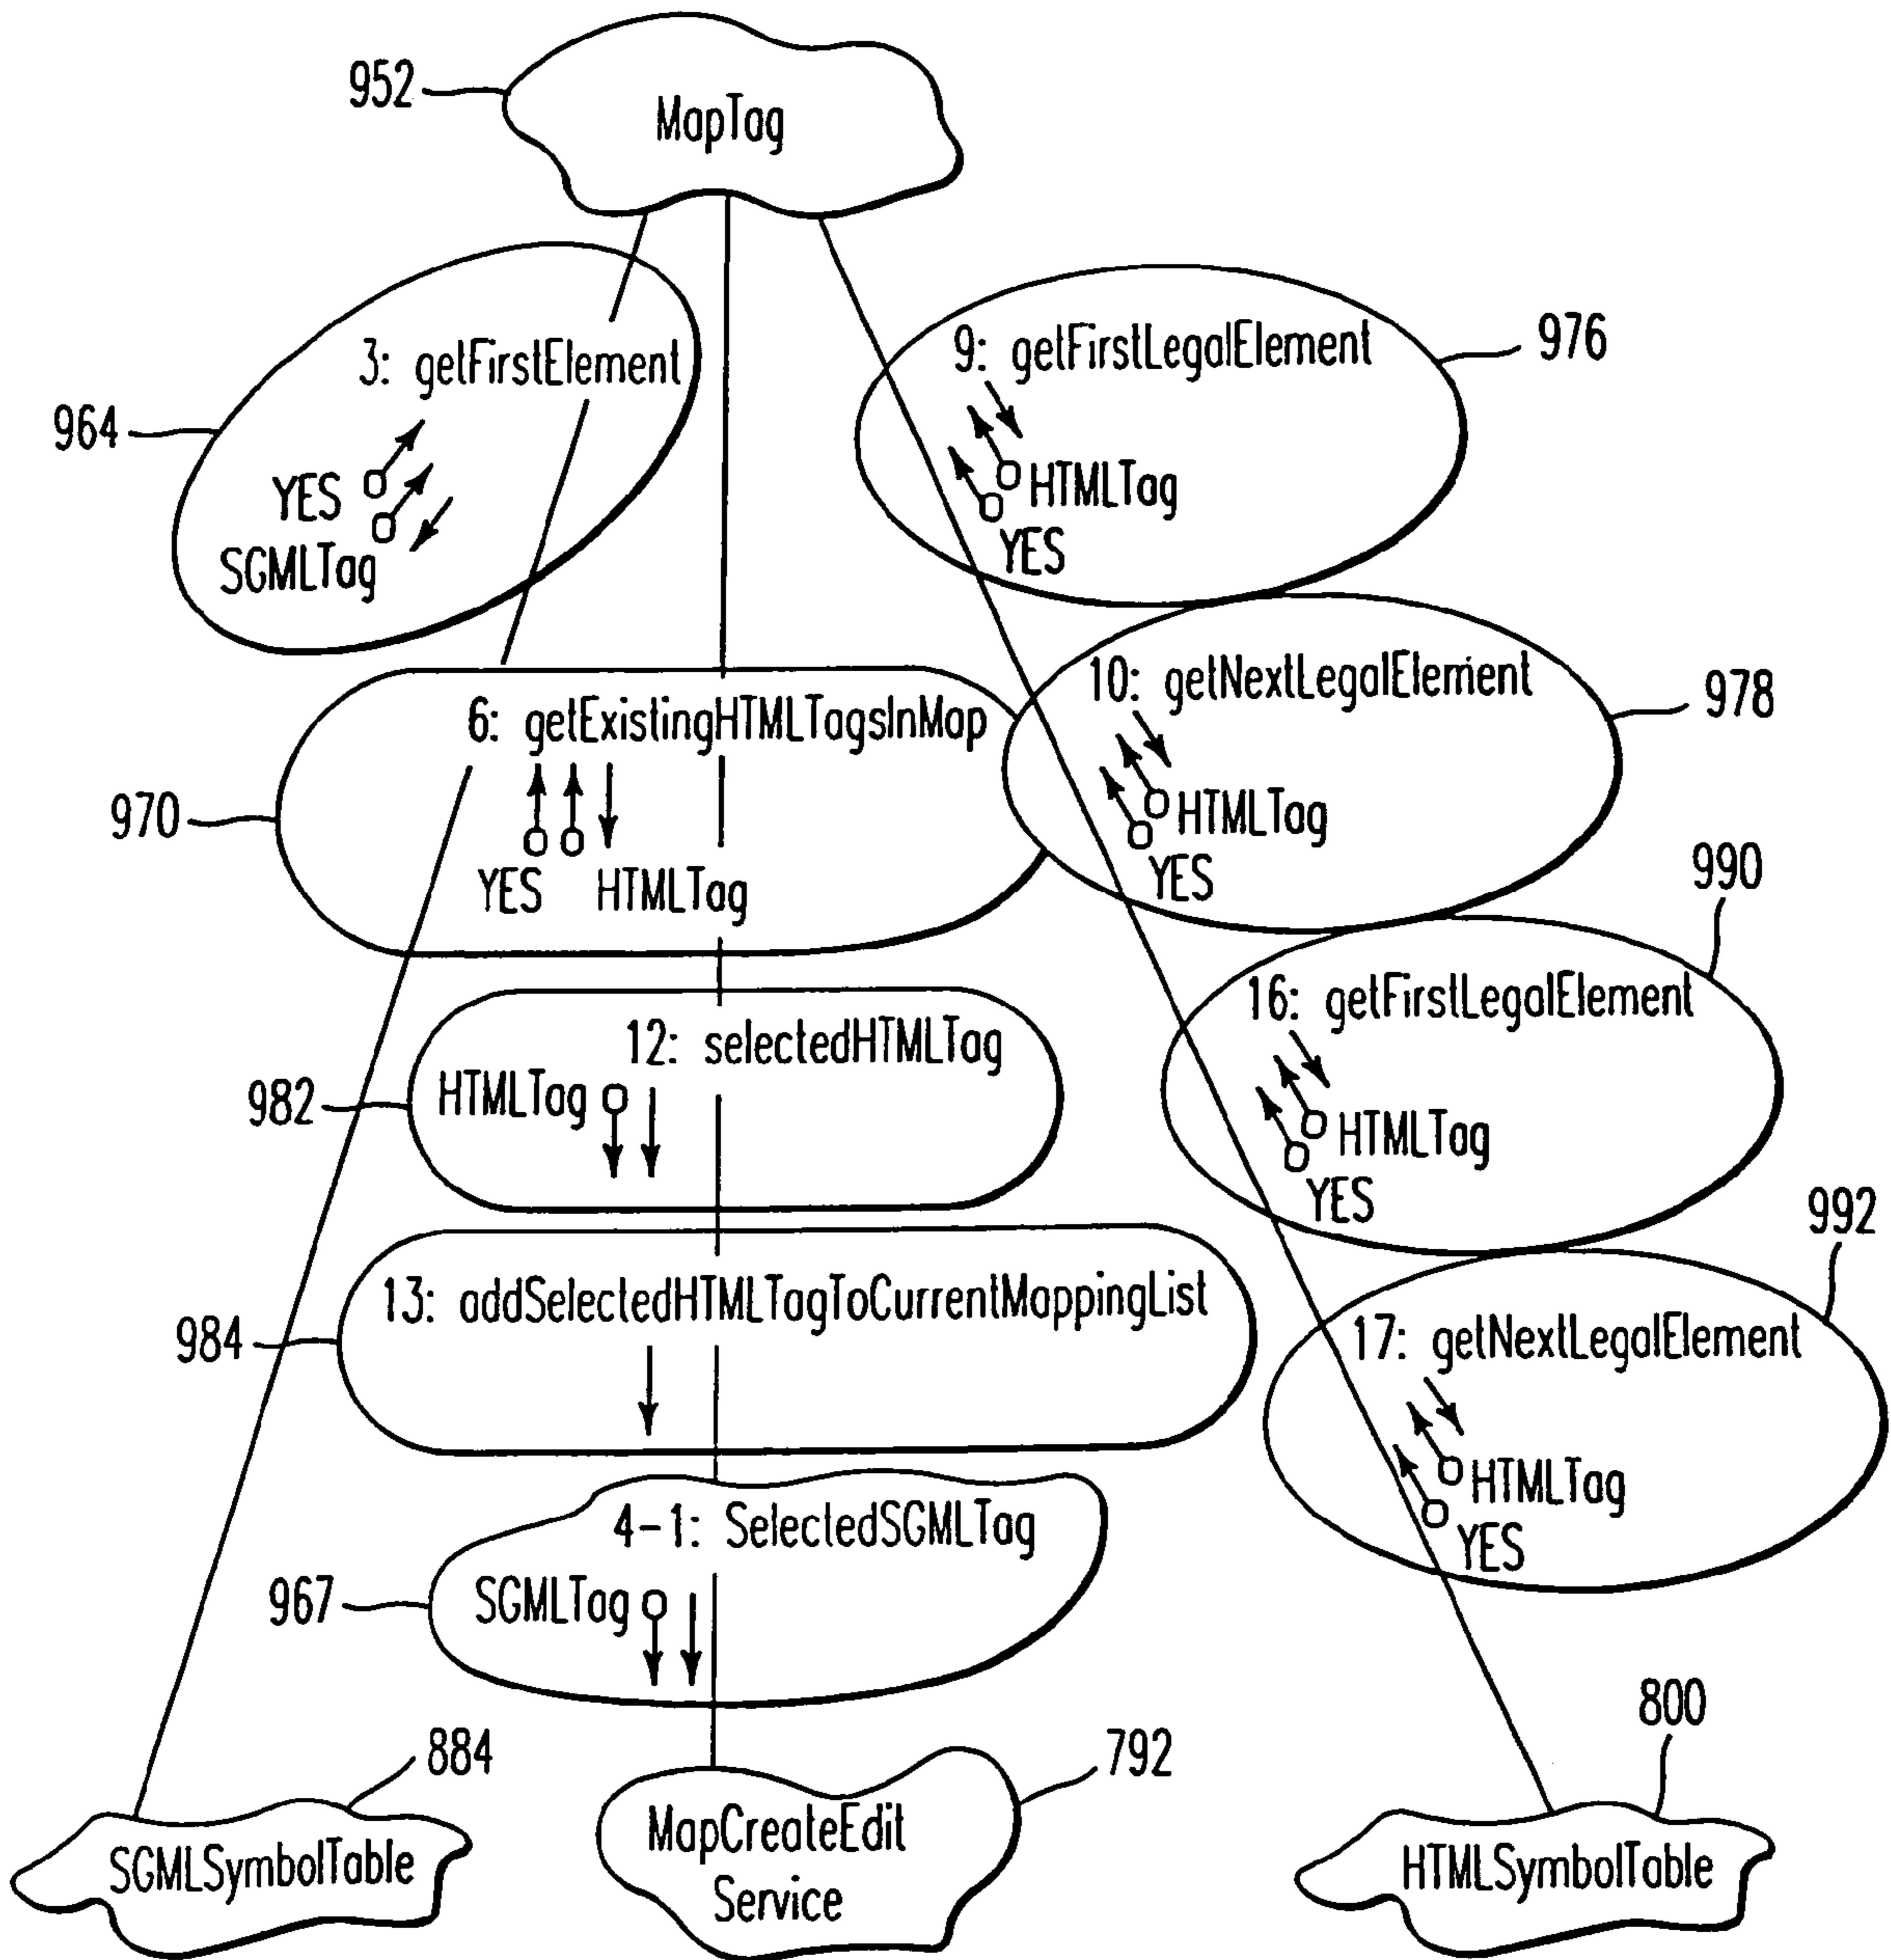 952
MapTag
3: getFirstElement
964
YES
SGMLTag
9: getFirstLegalElement
976
HTMLTag
YES
6: getExistingHTMLTagsInMap
970
YES HTMLTag
10: getNextLegalElement
978
HTMLTag
YES
990
12: selectedHTMLTag
982
HTMLTag
16: getFirstLegalElement
HTMLTag
YES
992
13: addSelectedHTMLTagToCurrentMappingList
984
17: getNextLegalElement
HTMLTag
YES
4-1: SelectedSGMLTag
967
SGMLTag
884
SGMLSymbolTable
792
MapCreateEdit
Service
800
HTMLSymbolTable